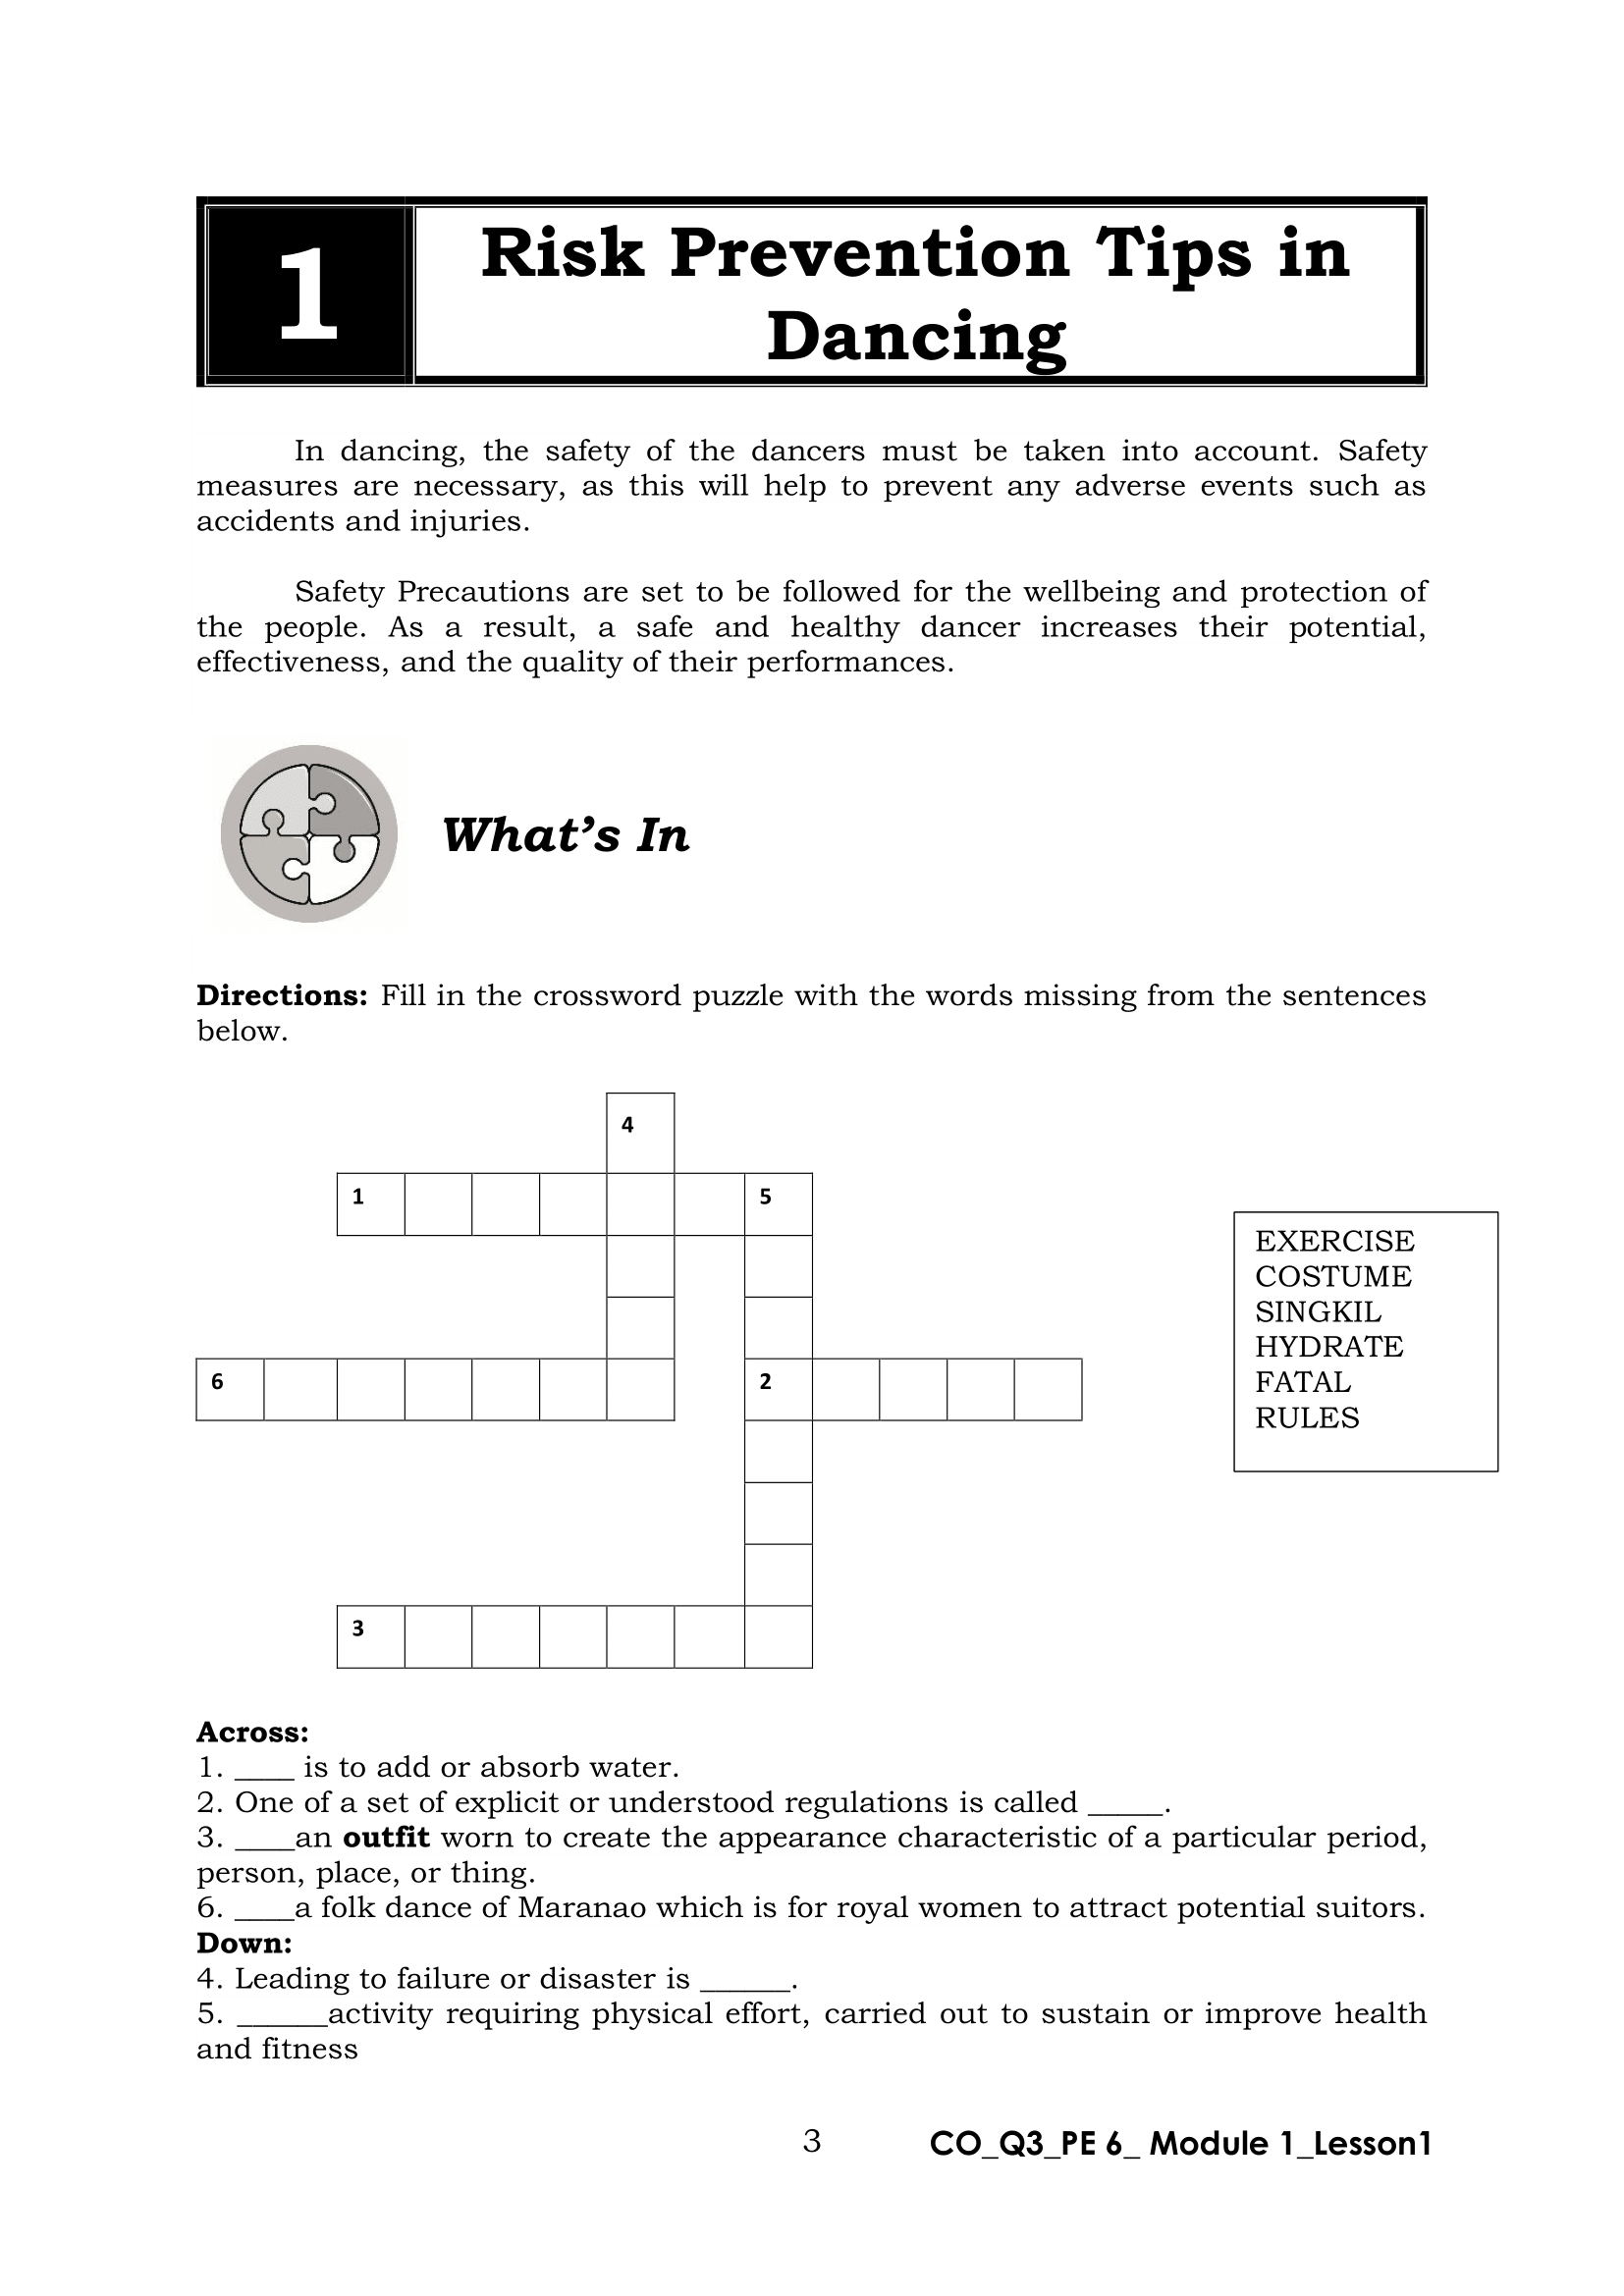 1
Risk Prevention Tips in
Dancing
In dancing, the safety of the dancers must be taken into account. Safety
measures are necessary, as this will help to prevent any adverse events such as
accidents and injuries.
Safety Precautions are set to be followed for the wellbeing and protection of
the people. As a result, a safe and healthy dancer increases their potential,
effectiveness, and the quality of their performances.
What's In
Directions: Fill in the crossword puzzle with the words missing from the sentences
below.
4
1 5
6 2
3
EXERCISE
COSTUME
SINGKIL
HYDRATE
FATAL
RULES
Across:
1. ____ is to add or absorb water.
2. One of a set of explicit or understood regulations is called _____.
3. ____an outfit worn to create the appearance characteristic of a particular period,
person, place, or thing.
6. ____a folk dance of Maranao which is for royal women to attract potential suitors.
Down:
4. Leading to failure or disaster is ______.
5. ______activity requiring physical effort, carried out to sustain or improve health
and fitness
3
CO_Q3_PE 6_ Module 1_Lesson1